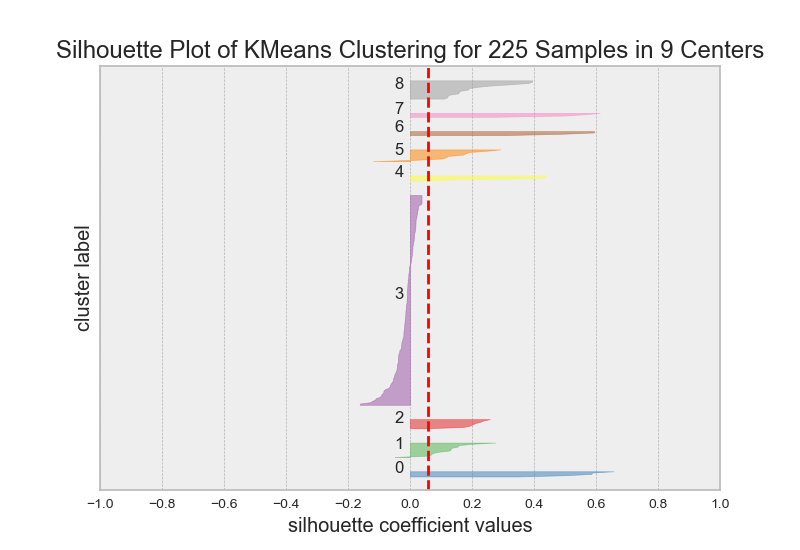 Silhouette Plot of KMeans Clustering for 225 Samples in 9 Centers
8
7
6
5
4
3
2
1
0
cluster label
−1.0 −0.8 −0.6 −0.4 −0.2 0.0 0.2 0.4 0.6 0.8 1.0
silhouette coefficient values